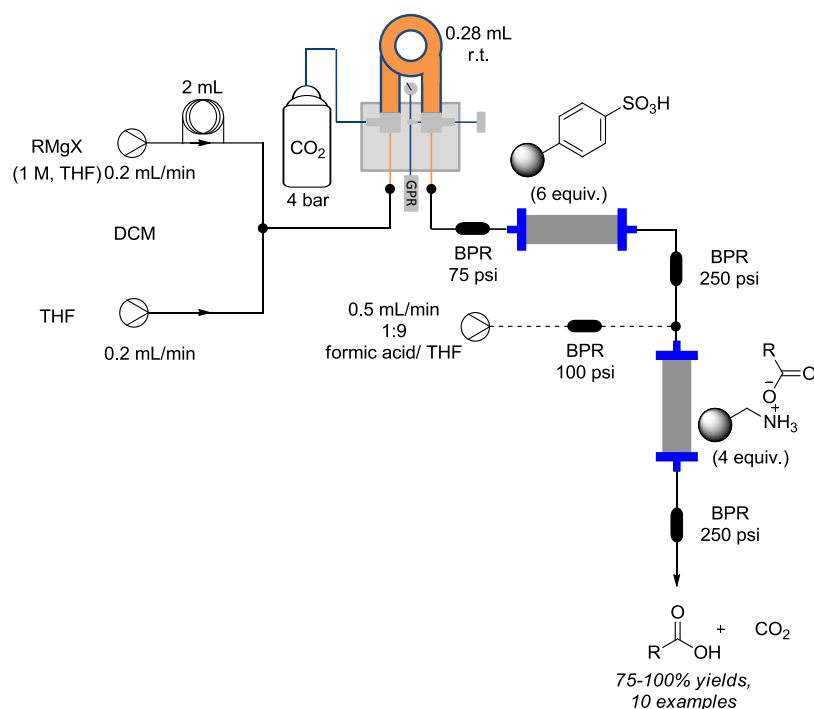 0.28 mL
r.t.
2 mL
RMgX
(1 M, THF)
0.2 mL/min
CO2
4 bar
GPR
DCM
THF
0.2 mL/min
SO3H
(6 equiv.)
BPR
75 psi
BPR
250 psi
0.5 mL/min
1:9
formic acid/ THF
BPR
100 psi
R
O
O
-
+
NH3
(4 equiv.)
BPR
250 psi
O
R
OH
+
CO2
75-100% yields,
10 examples